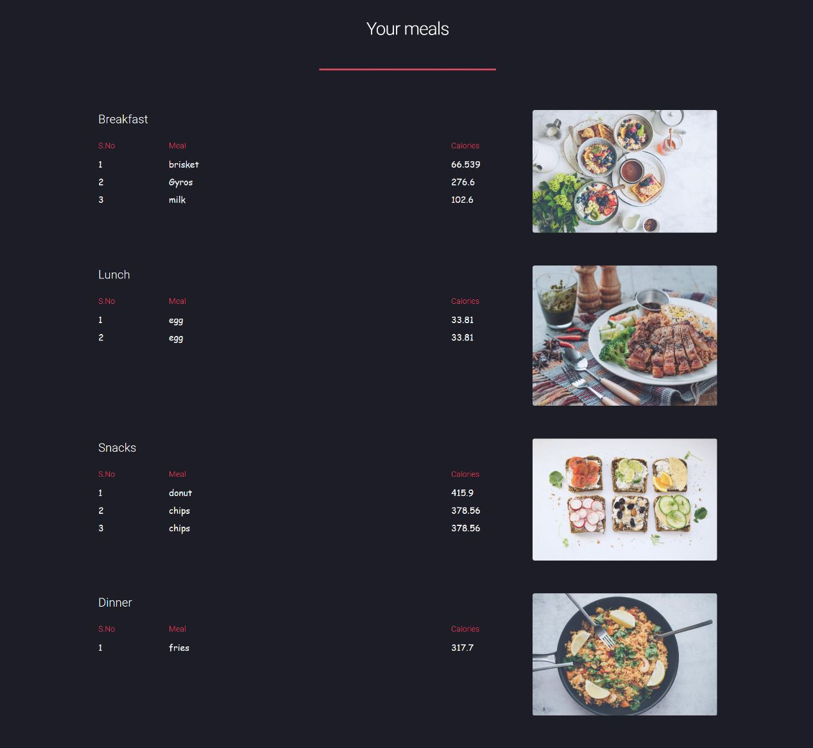 Your meals
Breakfast
S.No Meal Calories
1 brisket 66.539
2 Gyros 276.6
3 milk 102.6
Lunch
S.No Meal Calories
1 egg 33.81
2 egg 33.81
Snacks
S.No Meal Calories
1 donut 415.9
2 chips 378.56
3 chips 378.56
Dinner
S.No Meal Calories
1 fries 317.7